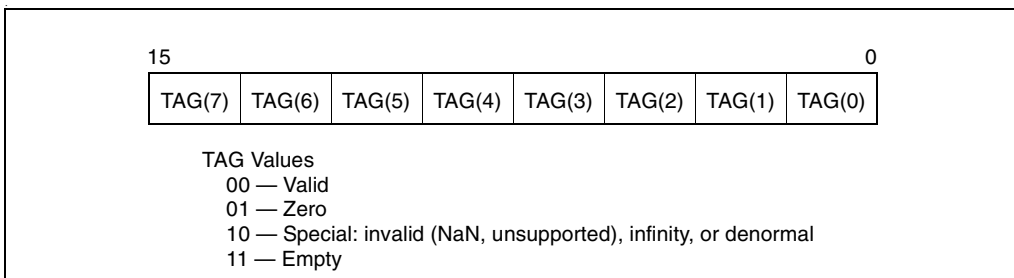 15 0
TAG(7) TAG(6) TAG(5) TAG(4) TAG(3) TAG(2) TAG(1) TAG(0)
TAG Values
00 — Valid
01 — Zero
10 — Special: invalid (NaN, unsupported), infinity, or denormal
11 — Empty